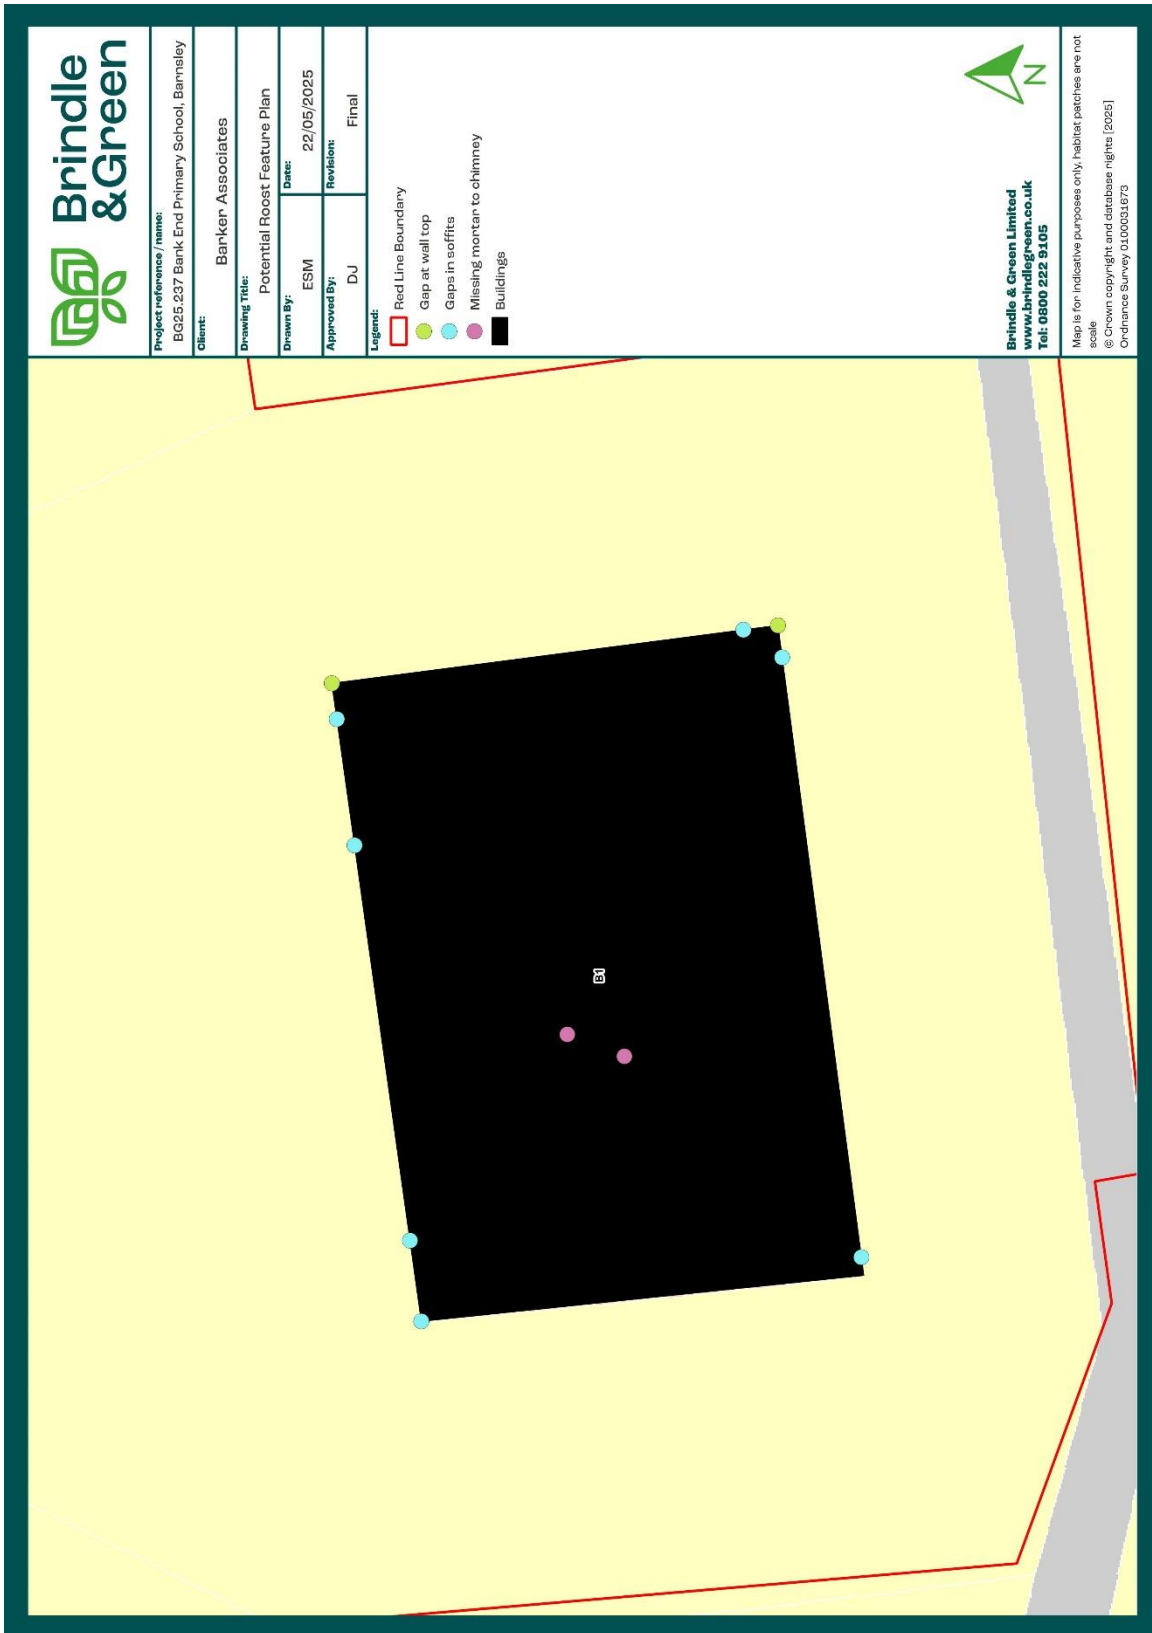 Brindle
&Green
Project reference / name:
BG25.237 Bank End Primary School, Barnsley
Client:
Barker Associates
Drawing Title:
Potential Roost Feature Plan
Drawn By:
ESM
Date:
22/05/2025
Approved By:
DJ
Revision:
Final
Legend:
Red Line Boundary
Gap at wall top
Gaps in soffits
Missing mortar to chimney
Buildings
N
Brindle & Green Limited
www.brindlegreen.co.uk
Tel: 0800 222 9105
Map is for indicative purposes only, habitat patches are not
scale
© Crown copyright and database rights [2025]
Ordnance Survey 0100031673
B1